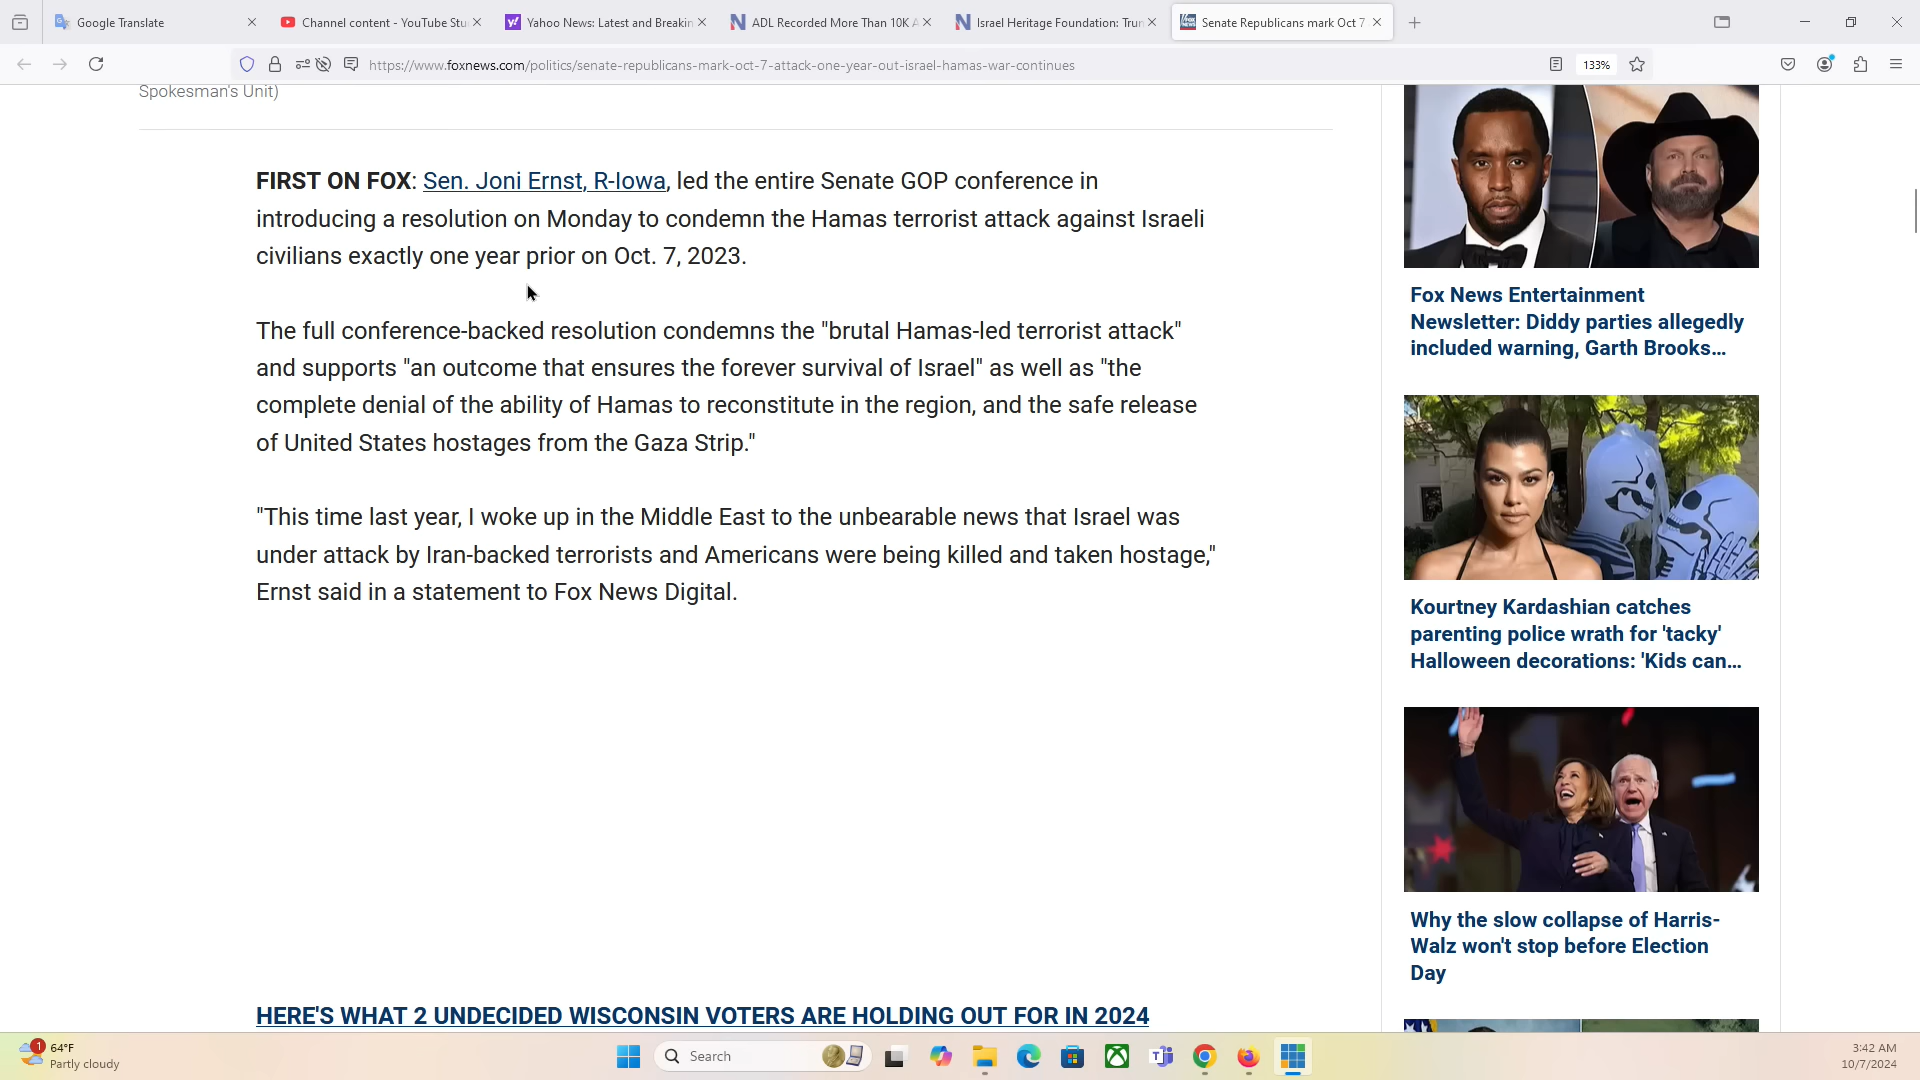 Google Translate
Channel content - YouTube Stu
Yahoo News: Latest and Breakin
ADL Recorded More Than 10K A
Israel Heritage Foundation: Trun
Senate Republicans mark Oct 7
https://www.foxnews.com/politics/senate-republicans-mark-oct-7-attack-one-year-out-israel-hamas-war-continues
133%
Spokesman's Unit)
FIRST ON FOX: Sen. Joni Ernst, R-Iowa, led the entire Senate GOP conference in
introducing a resolution on Monday to condemn the Hamas terrorist attack against Israeli
civilians exactly one year prior on Oct. 7, 2023.
The full conference-backed resolution condemns the "brutal Hamas-led terrorist attack"
and supports "an outcome that ensures the forever survival of Israel" as well as "the
complete denial of the ability of Hamas to reconstitute in the region, and the safe release
of United States hostages from the Gaza Strip."
"This time last year, I woke up in the Middle East to the unbearable news that Israel was
under attack by Iran-backed terrorists and Americans were being killed and taken hostage,"
Ernst said in a statement to Fox News Digital.
HERE'S WHAT 2 UNDECIDED WISCONSIN VOTERS ARE HOLDING OUT FOR IN 2024
Fox News Entertainment
Newsletter: Diddy parties allegedly
included warning, Garth Brooks...
Kourtney Kardashian catches
parenting police wrath for 'tacky'
Halloween decorations: 'Kids can...
Why the slow collapse of Harris-
Walz won't stop before Election
Day
1
64°F
Partly cloudy
Search
3:42 AM
10/7/2024